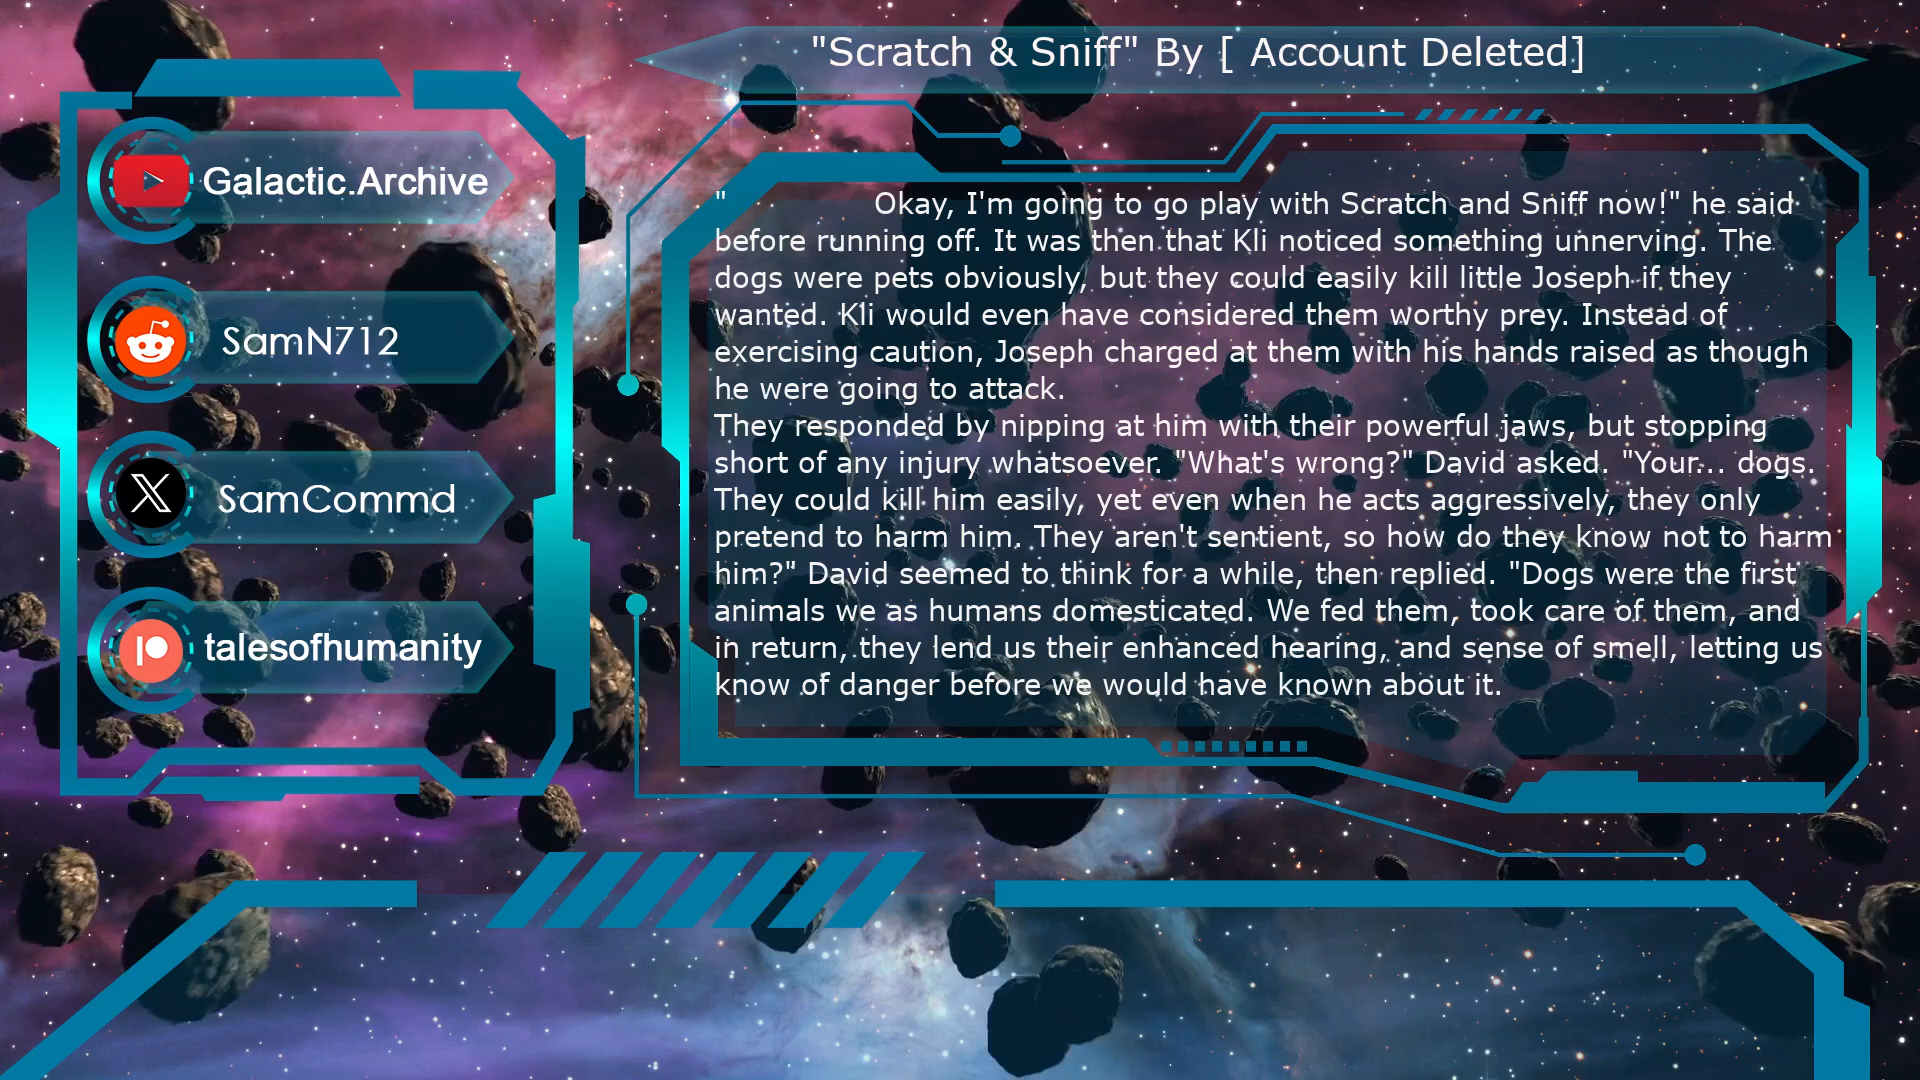 "Scratch & Sniff" By [ Account Deleted]
Galactic.Archive
SamN712
SamCommd
talesofhumanity
" Okay, I'm going to go play with Scratch and Sniff now!" he said
before running off. It was then that Kli noticed something unnerving. The
dogs were pets obviously, but they could easily kill little Joseph if they
wanted. Kli would even have considered them worthy prey. Instead of
exercising caution, Joseph charged at them with his hands raised as though
he were going to attack.
They responded by nipping at him with their powerful jaws, but stopping
short of any injury whatsoever. "What's wrong?" David asked. "Your... dogs.
They could kill him easily, yet even when he acts aggressively, they only
pretend to harm him. They aren't sentient, so how do they know not to harm
him?" David seemed to think for a while, then replied. "Dogs were the first
animals we as humans domesticated. We fed them, took care of them, and
in return, they lend us their enhanced hearing, and sense of smell, letting us
know of danger before we would have known about it.